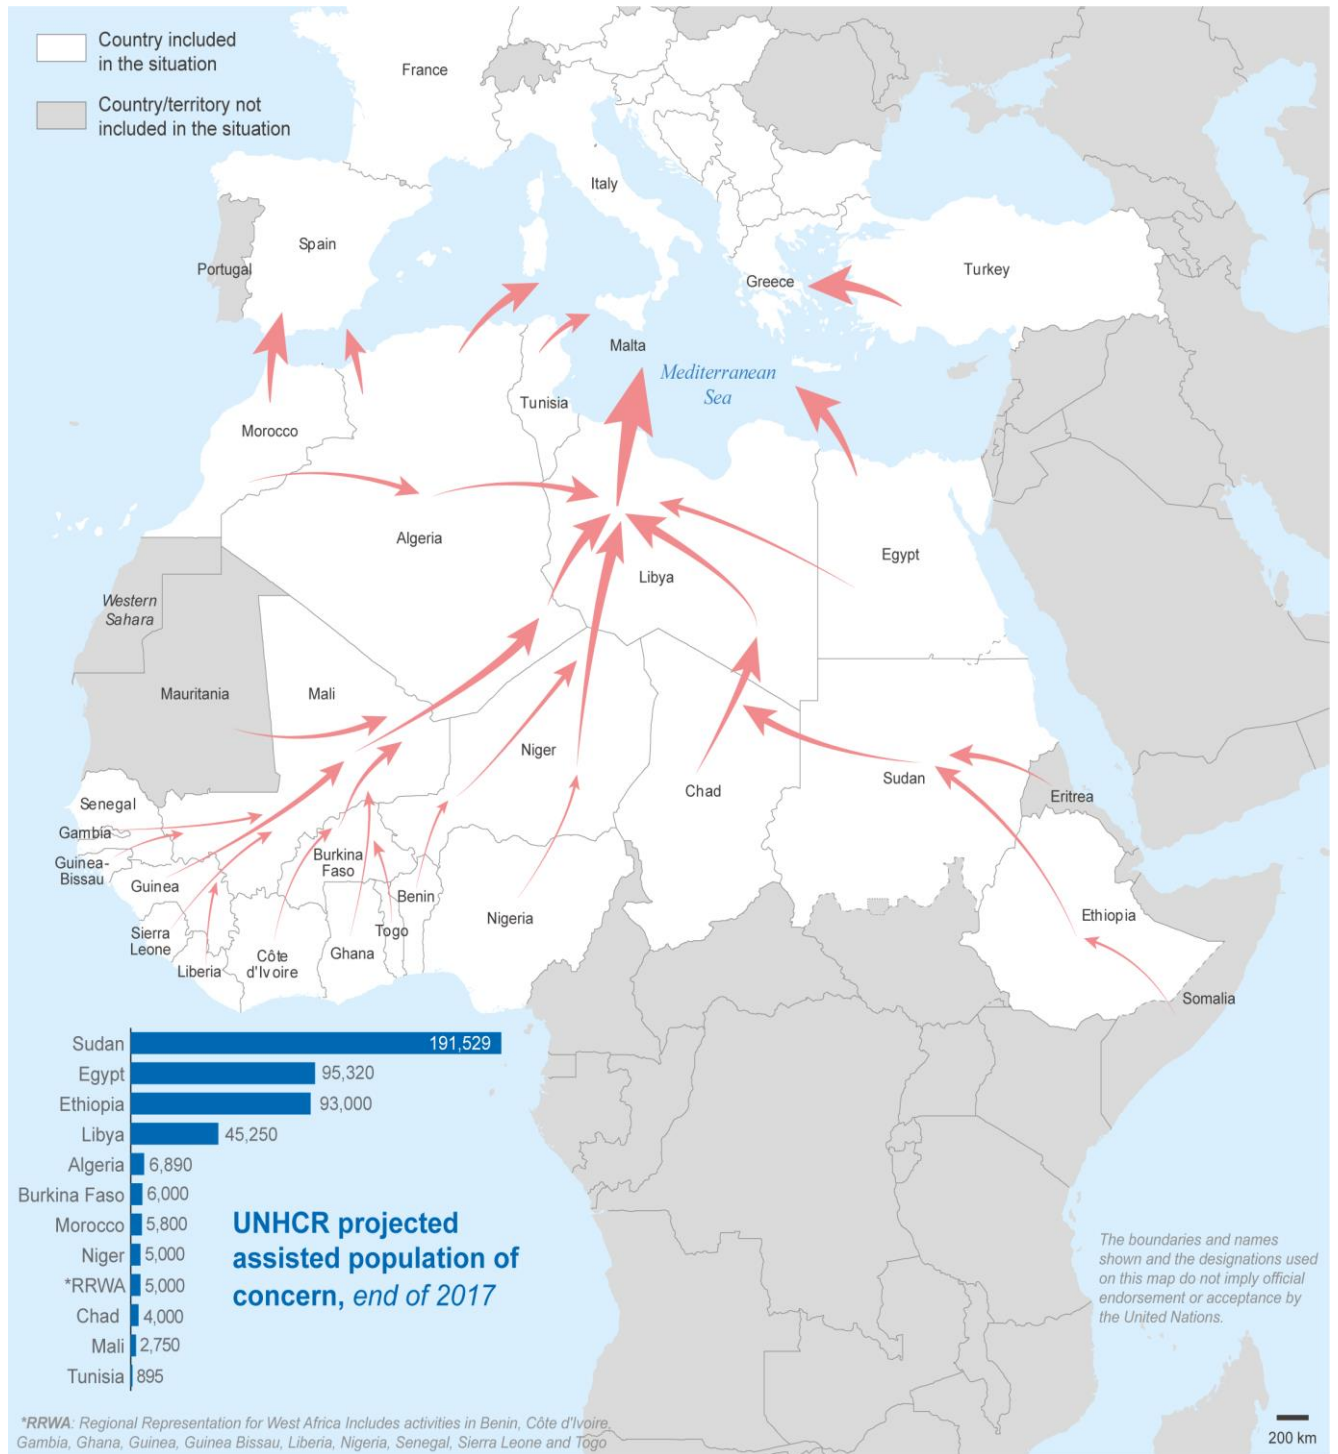 Country included
in the situation
Country/territory not
included in the situation
France
Italy
Spain
Portugal
Greece
Turkey
Malta
Mediterranean
Sea
Tunisia
Morocco
Algeria
Libya
Egypt
Western
Sahara
Mauritania
Mali
Niger
Chad
Sudan
Eritrea
Senegal
Gambia
Guinea-
Bissau
Guinea
Burkina
Faso
Benin
Nigeria
Ethiopia
Sierra
Leone
Liberia
Côte
d'Ivoire
Ghana
Togo
Somalia
Sudan 191,529
Egypt 95,320
Ethiopia 93,000
Libya 45,250
Algeria 6,890
Burkina Faso 6,000
Morocco 5,800
Niger 5,000
*RRWA 5,000
Chad 4,000
Mali 2,750
Tunisia 895
UNHCR projected
assisted population of
concern, end of 2017
The boundaries and names
shown and the designations used
on this map do not imply official
endorsement or acceptance by
the United Nations.
*RRWA: Regional Representation for West Africa Includes activities in Benin, Côte d'Ivoire,
Gambia, Ghana, Guinea, Guinea Bissau, Liberia, Nigeria, Senegal, Sierra Leone and Togo
200 km